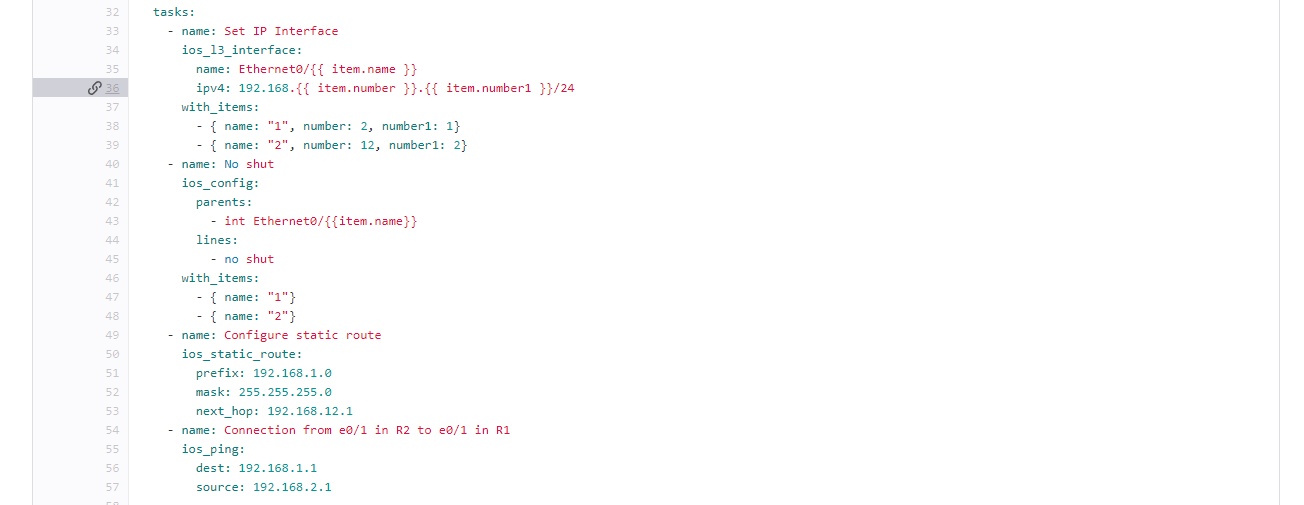 32 tasks:
33 - name: Set IP Interface
34 ios_l3_interface:
35 name: Ethernet0/{{ item.name }}
36 ipv4: 192.168.{{ item.number }}.{{ item.number1 }}/24
37 with_items:
38 - { name: "1", number: 2, number1: 1}
39 - { name: "2", number: 12, number1: 2}
40 - name: No shut
41 ios_config:
42 parents:
43 - int Ethernet0/{{item.name}}
44 lines:
45 - no shut
46 with_items:
47 - { name: "1"}
48 - { name: "2"}
49 - name: Configure static route
50 ios_static_route:
51 prefix: 192.168.1.0
52 mask: 255.255.255.0
53 next_hop: 192.168.12.1
54 - name: Connection from e0/1 in R2 to e0/1 in R1
55 ios_ping:
56 dest: 192.168.1.1
57 source: 192.168.2.1